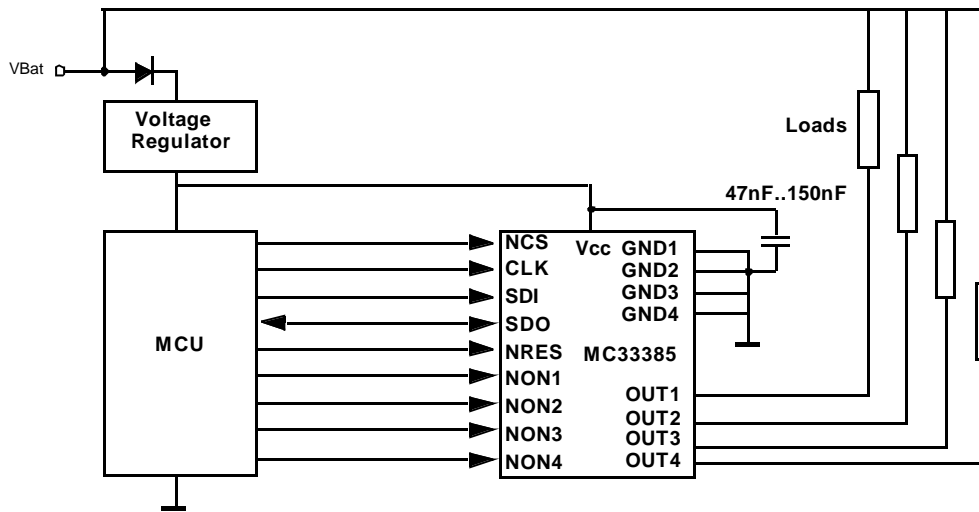 VBat
Voltage
Regulator
Loads
47nF..150nF
MCU
NCS
CLK
SDI
SDO
NRES
NON1
NON2
NON3
NON4
Vcc
GND1
GND2
GND3
GND4
MC33385
OUT1
OUT2
OUT3
OUT4